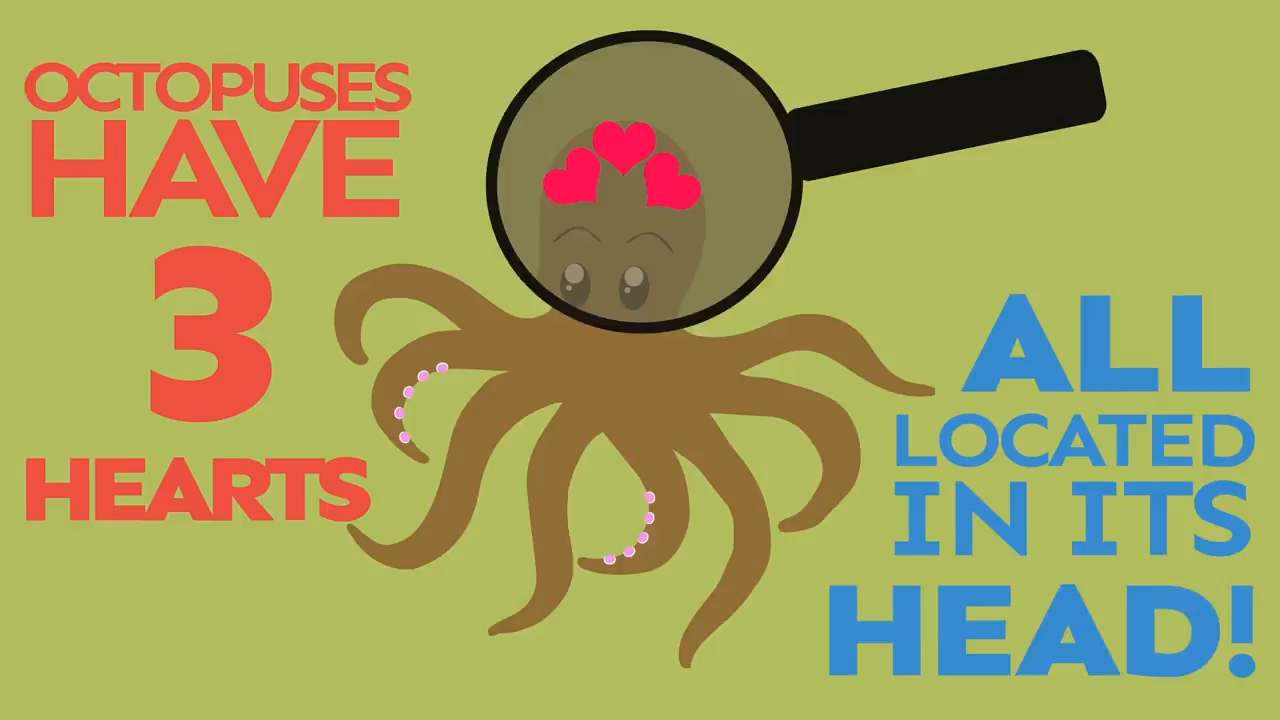 OCTOPUSES
HAVE
3
HEARTS
ALL
LOCATED
IN ITS
HEAD!